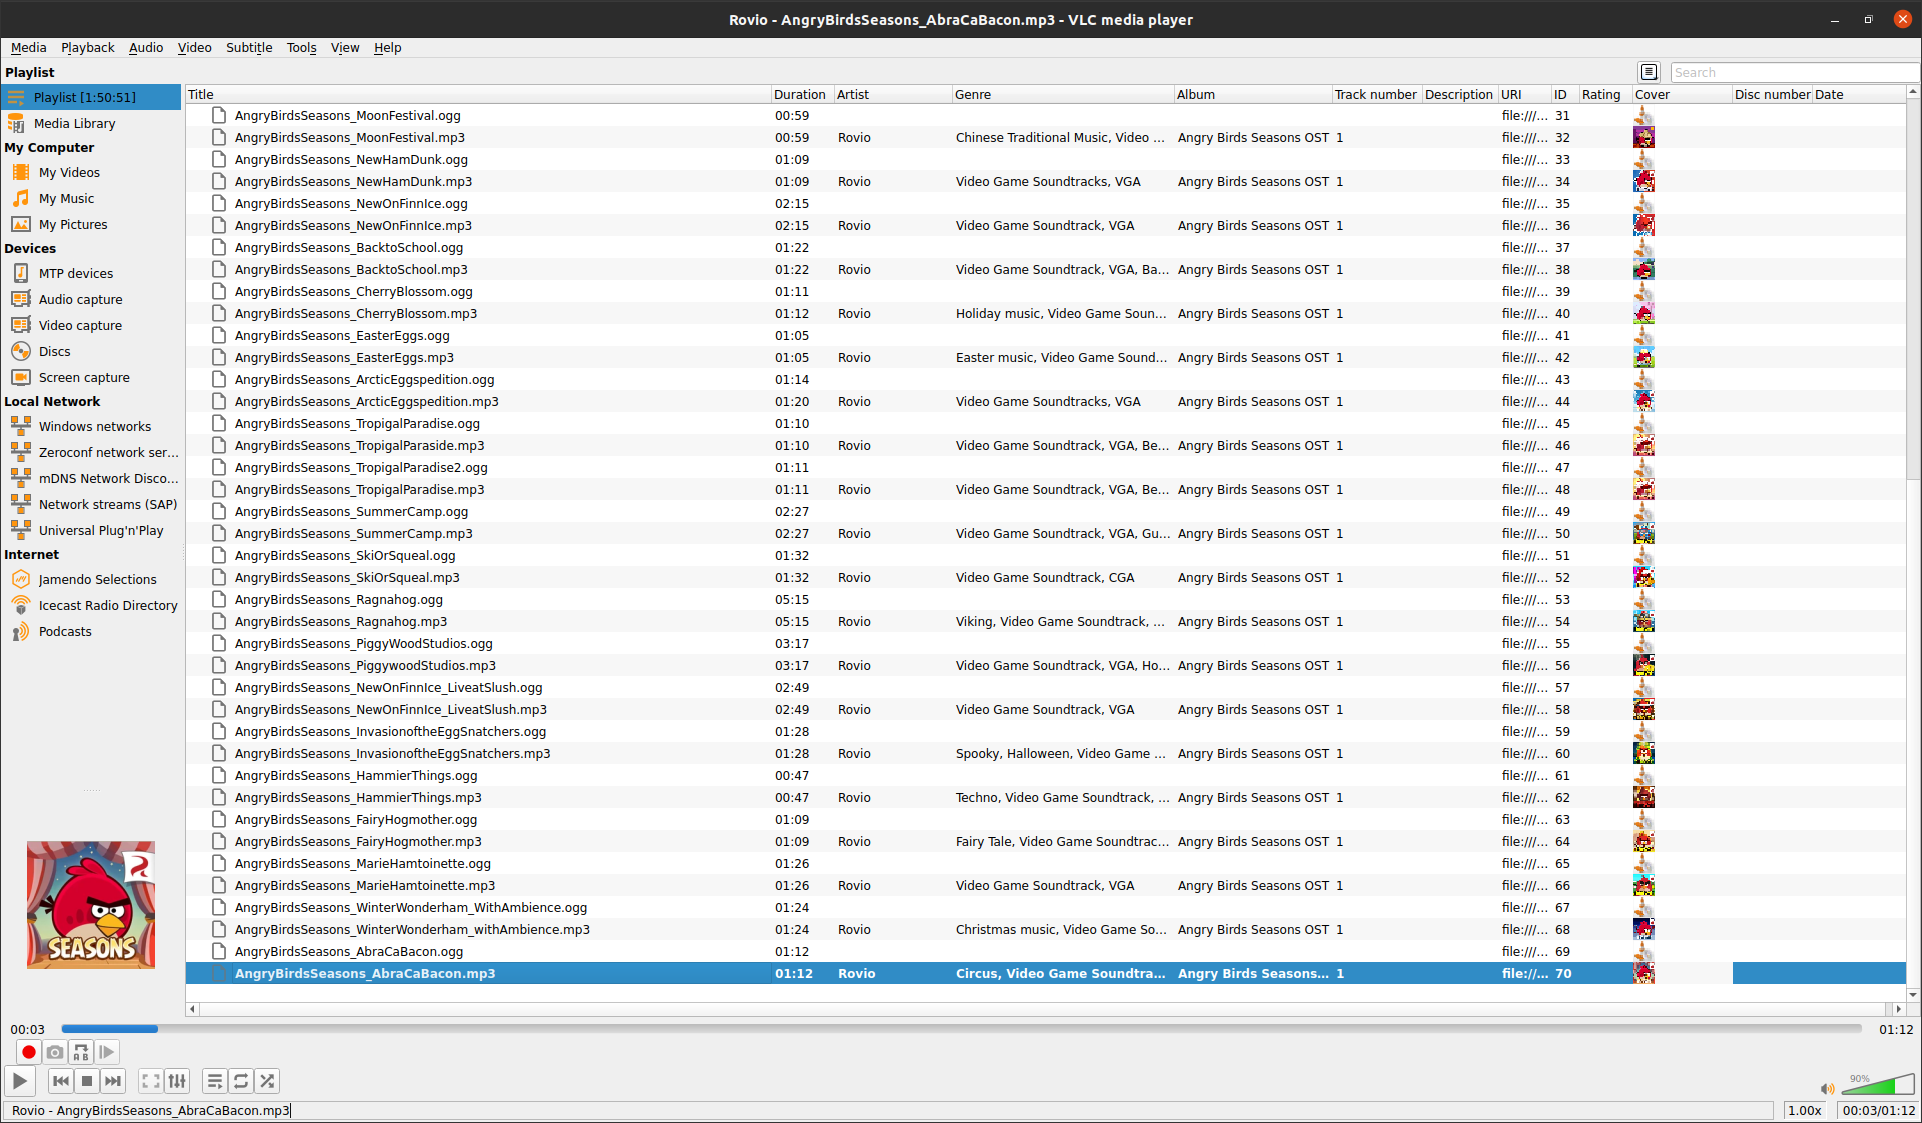 Rovio - AngryBirdsSeasons_AbraCaBacon.mp3 - VLC media player
Media Playback Audio Video Subtitle Tools View Help
Playlist
Search
Playlist [1:50:51]
Media Library
My Computer
My Videos
My Music
My Pictures
Devices
MTP devices
Audio capture
Video capture
Discs
Screen capture
Local Network
Windows networks
Zeroconf network ser...
mDNS Network Disco...
Network streams (SAP)
Universal Plug'n'Play
Internet
Jamendo Selections
Icecast Radio Directory
Podcasts
SEASONS
Title Duration Artist Genre Album Track number Description URI ID Rating Cover Disc number Date
AngryBirdsSeasons_MoonFestival.ogg 00:59 file:///... 31
AngryBirdsSeasons_MoonFestival.mp3 00:59 Rovio Chinese Traditional Music, Video ... Angry Birds Seasons OST 1 file:///... 32
AngryBirdsSeasons_NewHamDunk.ogg 01:09 file:///... 33
AngryBirdsSeasons_NewHamDunk.mp3 01:09 Rovio Video Game Soundtracks, VGA Angry Birds Seasons OST 1 file:///... 34
AngryBirdsSeasons_NewOnFinnIce.ogg 02:15 file:///... 35
AngryBirdsSeasons_NewOnFinnIce.mp3 02:15 Rovio Video Game Soundtrack, VGA Angry Birds Seasons OST 1 file:///... 36
AngryBirdsSeasons_BacktoSchool.ogg 01:22 file:///... 37
AngryBirdsSeasons_BacktoSchool.mp3 01:22 Rovio Video Game Soundtrack, VGA, Ba... Angry Birds Seasons OST 1 file:///... 38
AngryBirdsSeasons_CherryBlossom.ogg 01:11 file:///... 39
AngryBirdsSeasons_CherryBlossom.mp3 01:12 Rovio Holiday music, Video Game Soun... Angry Birds Seasons OST 1 file:///... 40
AngryBirdsSeasons_EasterEggs.ogg 01:05 file:///... 41
AngryBirdsSeasons_EasterEggs.mp3 01:05 Rovio Easter music, Video Game Sound... Angry Birds Seasons OST 1 file:///... 42
AngryBirdsSeasons_ArcticEggspedition.ogg 01:14 file:///... 43
AngryBirdsSeasons_ArcticEggspedition.mp3 01:20 Rovio Video Game Soundtracks, VGA Angry Birds Seasons OST 1 file:///... 44
AngryBirdsSeasons_TropigalParadise.ogg 01:10 file:///... 45
AngryBirdsSeasons_TropigalParaside.mp3 01:10 Rovio Video Game Soundtrack, VGA, Be... Angry Birds Seasons OST 1 file:///... 46
AngryBirdsSeasons_TropigalParadise2.ogg 01:11 file:///... 47
AngryBirdsSeasons_TropigalParadise.mp3 01:11 Rovio Video Game Soundtrack, VGA, Be... Angry Birds Seasons OST 1 file:///... 48
AngryBirdsSeasons_SummerCamp.ogg 02:27 file:///... 49
AngryBirdsSeasons_SummerCamp.mp3 02:27 Rovio Video Game Soundtrack, VGA, Gu... Angry Birds Seasons OST 1 file:///... 50
AngryBirdsSeasons_SkiOrSqueal.ogg 01:32 file:///... 51
AngryBirdsSeasons_SkiOrSqueal.mp3 01:32 Rovio Video Game Soundtrack, CGA Angry Birds Seasons OST 1 file:///... 52
AngryBirdsSeasons_Ragnahog.ogg 05:15 file:///... 53
AngryBirdsSeasons_Ragnahog.mp3 05:15 Rovio Viking, Video Game Soundtrack, ... Angry Birds Seasons OST 1 file:///... 54
AngryBirdsSeasons_PiggyWoodStudios.ogg 03:17 file:///... 55
AngryBirdsSeasons_PiggywoodStudios.mp3 03:17 Rovio Video Game Soundtrack, VGA, Ho... Angry Birds Seasons OST 1 file:///... 56
AngryBirdsSeasons_NewOnFinnIce_LiveatSlush.ogg 02:49 file:///... 57
AngryBirdsSeasons_NewOnFinnIce_LiveatSlush.mp3 02:49 Rovio Video Game Soundtrack, VGA Angry Birds Seasons OST 1 file:///... 58
AngryBirdsSeasons_InvasionoftheEggSnatchers.ogg 01:28 file:///... 59
AngryBirdsSeasons_InvasionoftheEggSnatchers.mp3 01:28 Rovio Spooky, Halloween, Video Game ... Angry Birds Seasons OST 1 file:///... 60
AngryBirdsSeasons_HammierThings.ogg 00:47 file:///... 61
AngryBirdsSeasons_HammierThings.mp3 00:47 Rovio Techno, Video Game Soundtrack, ... Angry Birds Seasons OST 1 file:///... 62
AngryBirdsSeasons_FairyHogmother.ogg 01:09 file:///... 63
AngryBirdsSeasons_FairyHogmother.mp3 01:09 Rovio Fairy Tale, Video Game Soundtrac... Angry Birds Seasons OST 1 file:///... 64
AngryBirdsSeasons_MarieHamtoinette.ogg 01:26 file:///... 65
AngryBirdsSeasons_MarieHamtoinette.mp3 01:26 Rovio Video Game Soundtrack, VGA Angry Birds Seasons OST 1 file:///... 66
AngryBirdsSeasons_WinterWonderham_WithAmbience.ogg 01:24 file:///... 67
AngryBirdsSeasons_WinterWonderham_withAmbience.mp3 01:24 Rovio Christmas music, Video Game So... Angry Birds Seasons OST 1 file:///... 68
AngryBirdsSeasons_AbraCaBacon.ogg 01:12 file:///... 69
AngryBirdsSeasons_AbraCaBacon.mp3 01:12 Rovio Circus, Video Game Soundtra... Angry Birds Seasons... 1 file://... 70
00:03 01:12
A B
90%
Rovio - AngryBirdsSeasons_AbraCaBacon.mp3 1.00x 00:03/01:12